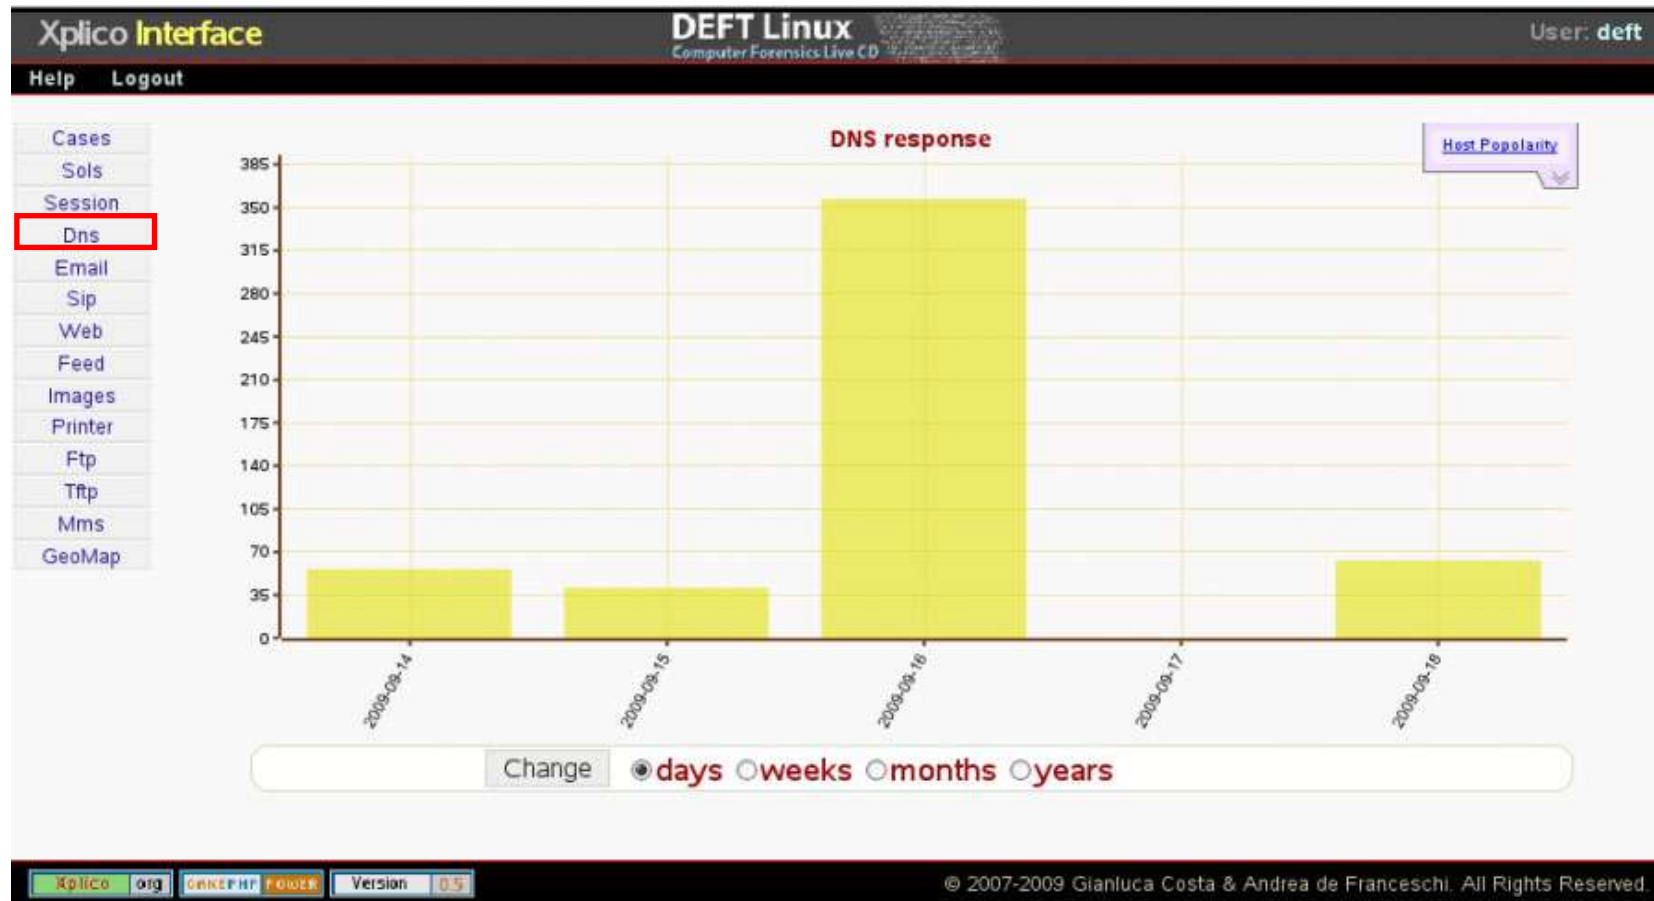 Xplico Interface
DEFT Linux
Computer Forensics Live CD
User: deft
Help Logout
Cases
Sols
Session
Dns
Email
Sip
Web
Feed
Images
Printer
Ftp
Tftp
Mms
GeoMap
DNS response
Host Popolarity
385
350
315
280
245
210
175
140
105
70
35
0
2009-09-14
2009-09-15
2009-09-16
2009-09-17
2009-09-18
Change days weeks months years
Xplico org CAKEPHP POWER Version 0.5
© 2007-2009 Gianluca Costa & Andrea de Franceschi. All Rights Reserved.